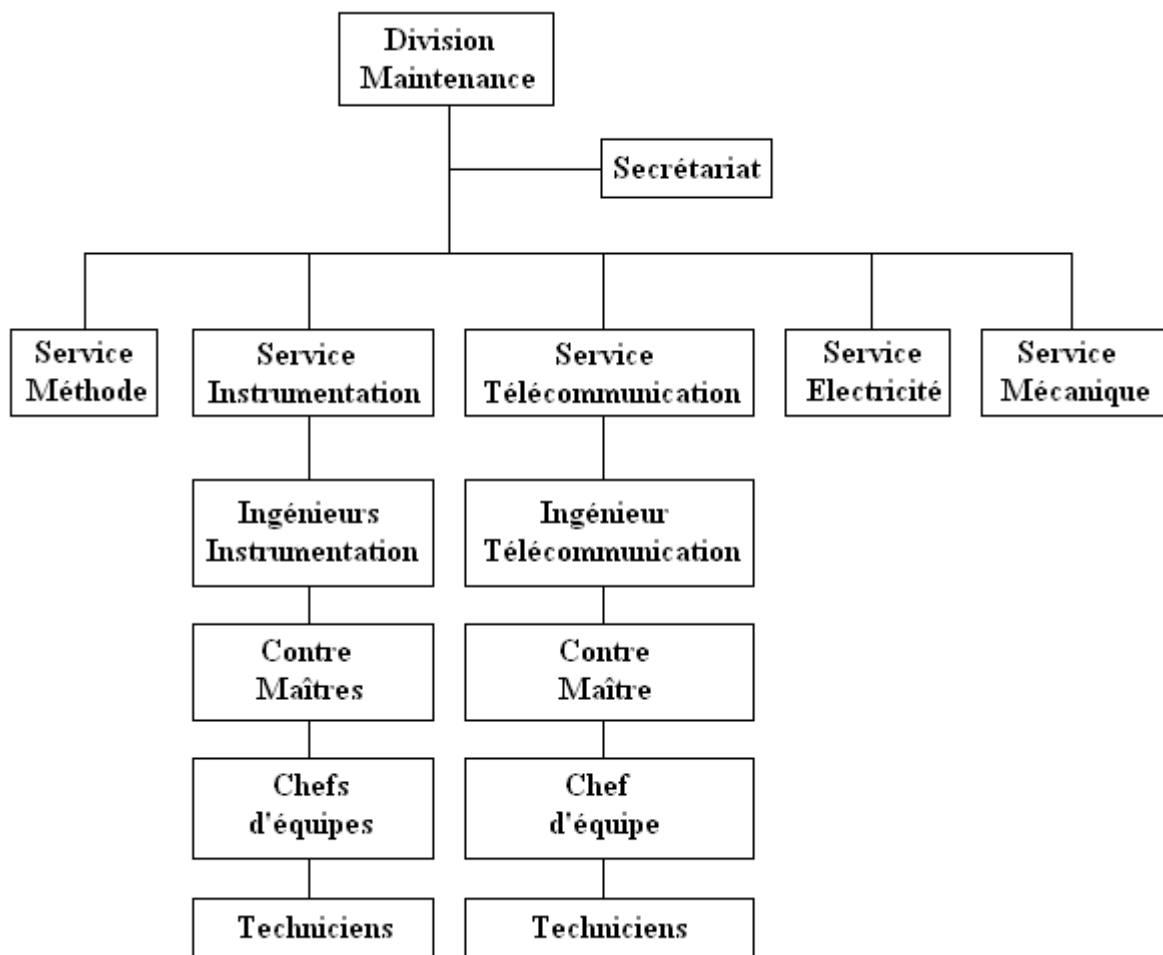 Division
Maintenance
Secrétariat
Service
Méthode
Service
Instrumentation
Service
Télécommunication
Service
Electricité
Service
Mécanique
Ingénieurs
Instrumentation
Ingénieur
Télécommunication
Contre
Maîtres
Contre
Maître
Chefs
d'équipes
Chef
d'équipe
Techniciens
Techniciens